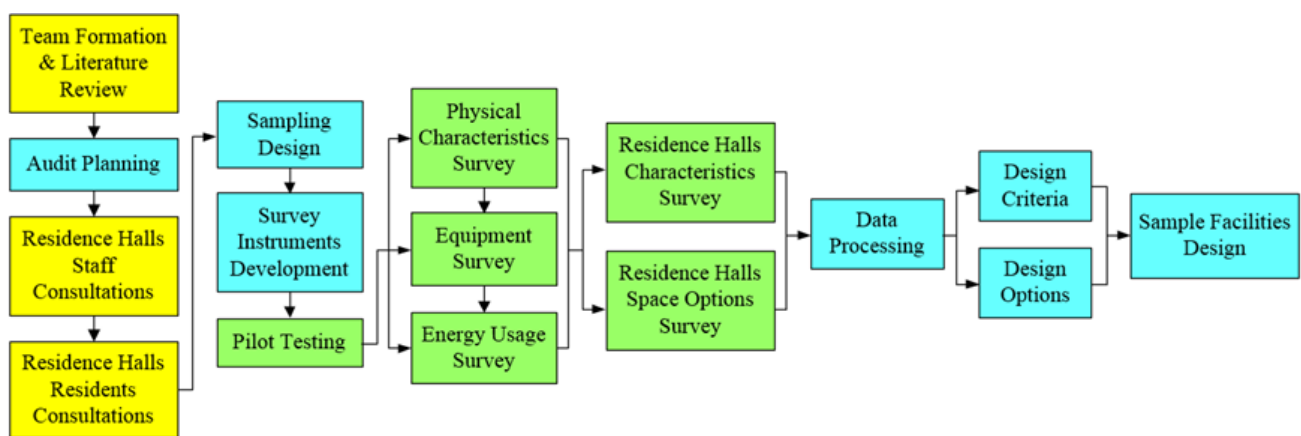 Team Formation
& Literature
Review
Audit Planning
Residence Halls
Staff
Consultations
Residence Halls
Residents
Consultations
Sampling
Design
Survey
Instruments
Development
Pilot Testing
Physical
Characteristics
Survey
Equipment
Survey
Energy Usage
Survey
Residence Halls
Characteristics
Survey
Residence Halls
Space Options
Survey
Data
Processing
Design
Criteria
Design
Options
Sample Facilities
Design